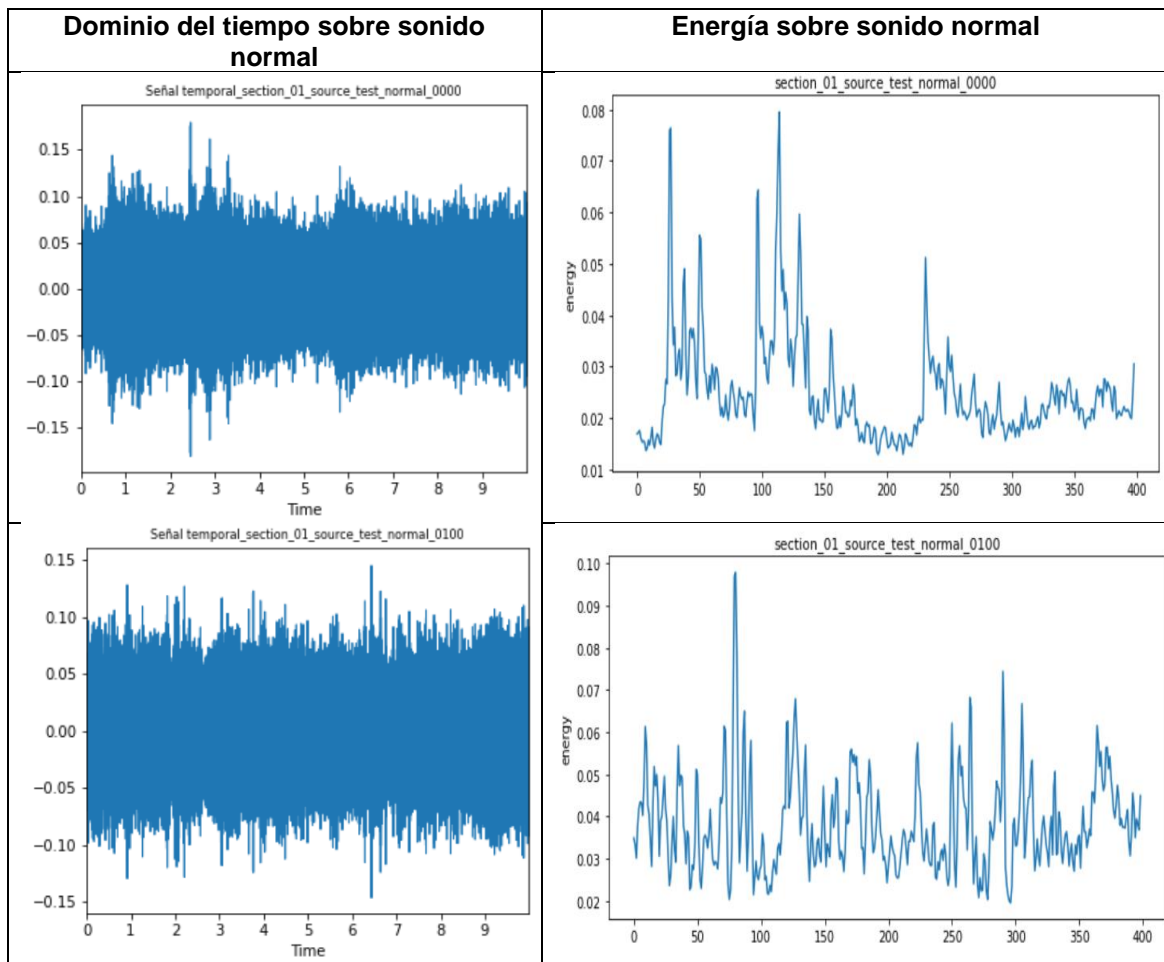 Dominio del tiempo sobre sonido
normal
Energía sobre sonido normal
Señal temporal_section_01_source_test_normal_0000
0.15
0.10
0.05
0.00
−0.05
−0.10
−0.15
0 1 2 3 4 5 6 7 8 9
Time
section_01_source_test_normal_0000
0.08
0.07
0.06
0.05
0.04
0.03
0.02
0.01
energy
0 50 100 150 200 250 300 350 400
Señal temporal_section_01_source_test_normal_0100
0.15
0.10
0.05
0.00
−0.05
−0.10
−0.15
0 1 2 3 4 5 6 7 8 9
Time
section_01_source_test_normal_0100
0.10
0.09
0.08
0.07
0.06
0.05
0.04
0.03
0.02
energy
0 50 100 150 200 250 300 350 400